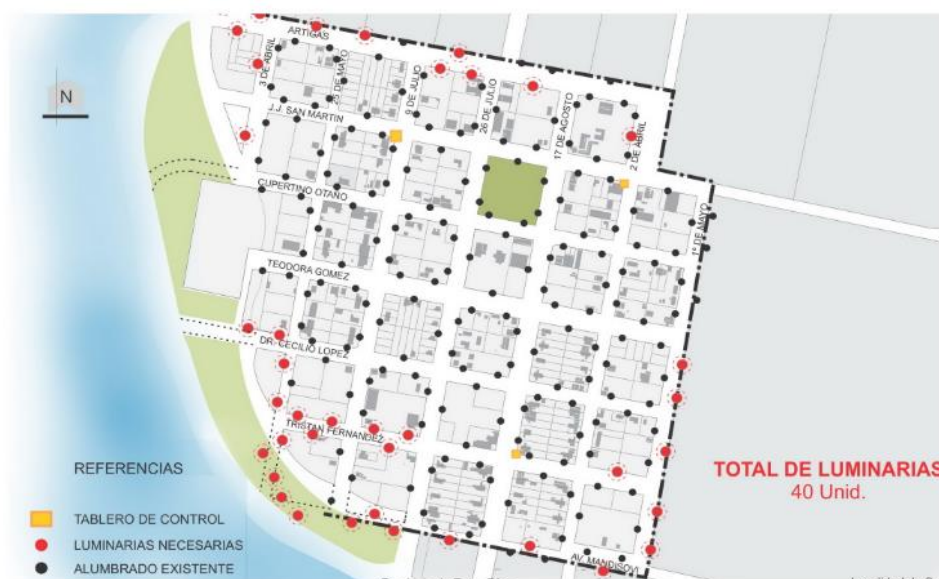 ARTIGAS
3 DE ABRIL
25 DE MAYO
9 DE JULIO
26 DE JULIO
17 DE AGOSTO
2 DE ABRIL
1º DE MAYO
N
J.J. SAN MARTIN
CUPERTINO OTAÑO
TEODORA GOMEZ
DR. CECILIO LOPEZ
TRISTAN FERNANDEZ
AV. MANDISOVI
REFERENCIAS
TABLERO DE CONTROL
LUMINARIAS NECESARIAS
ALUMBRADO EXISTENTE
TOTAL DE LUMINARIAS
40 Unid.